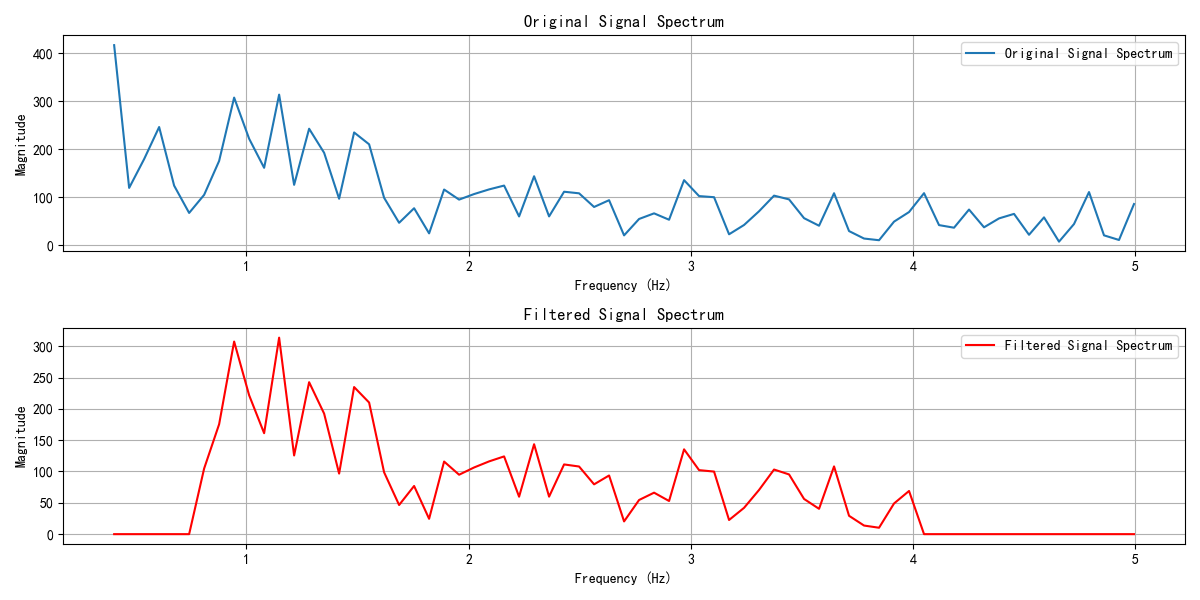 Original Signal Spectrum
Original Signal Spectrum
Magnitude
400
300
200
100
0
1 2 3 4 5
Frequency (Hz)
Filtered Signal Spectrum
Filtered Signal Spectrum
Magnitude
300
250
200
150
100
50
0
1 2 3 4 5
Frequency (Hz)